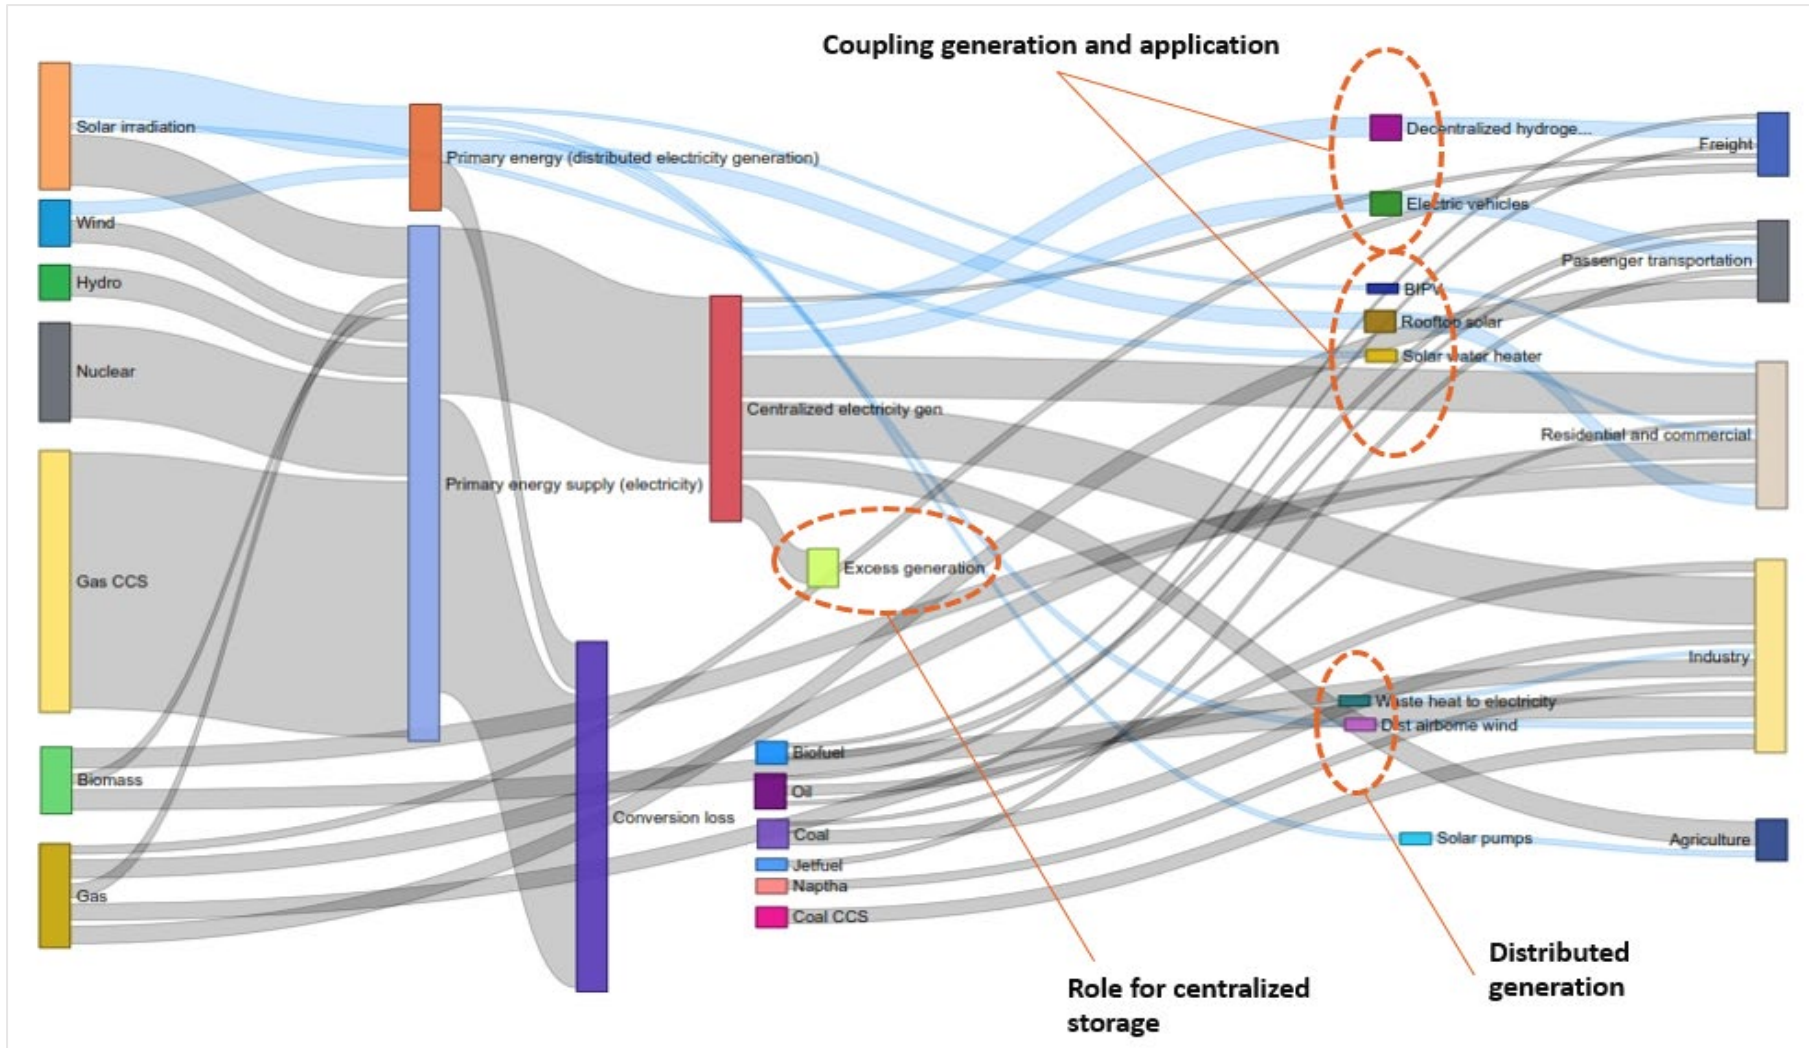 Coupling generation and application
Solar irradiation
Wind
Hydro
Nuclear
Gas CCS
Biomass
Gas
Primary energy (distributed electricity generation)
Primary energy supply (electricity)
Centralized electricity gen
Excess generation
Conversion loss
Biofuel
Oil
Coal
Jetfuel
Naptha
Coal CCS
Decentralized hydroge...
Electric vehicles
BIPV
Rooftop solar
Solar water heater
Waste heat to electricity
Dist airborne wind
Solar pumps
Freight
Passenger transportation
Residential and commercial
Industry
Agriculture
Role for centralized
storage
Distributed
generation